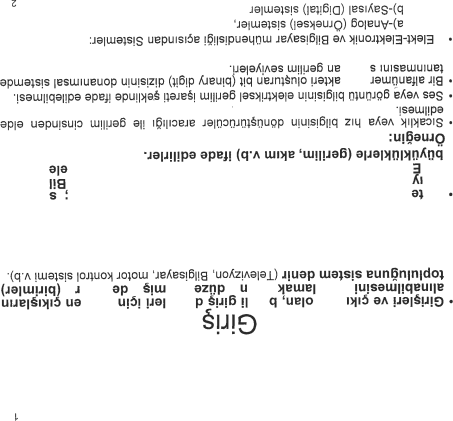 1
Giriş
• Girişleri ve çıkı olan, b li giriş d leri için en çıkışların
alınabilmesini lamak n düze miş de r (birimler)
topluluğuna sistem denir (Televizyon, Bilgisayar, motor kontrol sistemi v.b).
• te ; s
ıy Bil
E ele
büyüklüklerle (gerilim, akım v.b) ifade edilirler.
Örneğin:
• Sıcaklık veya hız bilgisinin dönüştürücüler aracılığı ile gerilim cinsinden elde
edilmesi.
• Ses veya görüntü bilgisinin elektriksel gerilim işareti şeklinde ifade edilebilmesi.
• Bir alfanümer akteri oluşturan bit (binary digit) dizisinin donanımsal sistemde
tanınmasını s an gerilim seviyeleri.
• Elekt-Elektronik ve Bilgisayar mühendisliği açısından Sistemler:
a)-Analog (Örneksel) sistemler,
b)-Sayısal (Digital) sistemler
2